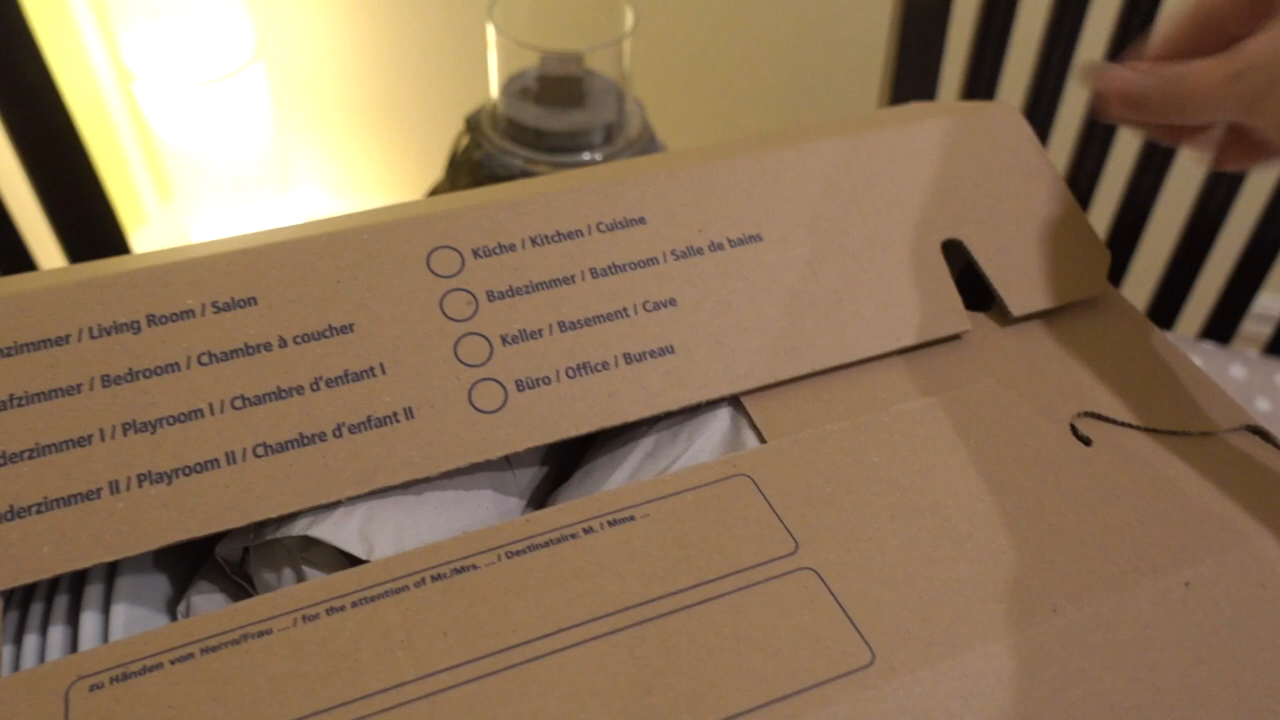 nzimmer / Living Room / Salon
afzimmer / Bedroom / Chambre à coucher
derzimmer I / Playroom I / Chambre d'enfant I
derzimmer II / Playroom II / Chambre d'enfant II
Küche / Kitchen / Cuisine
Badezimmer / Bathroom / Salle de bains
Keller / Basement / Cave
Büro / Office / Bureau
zu Händen von Herrn/Frau ... / for the attention of Mr./Mrs. ... / Destinataire: M. / Mme ...